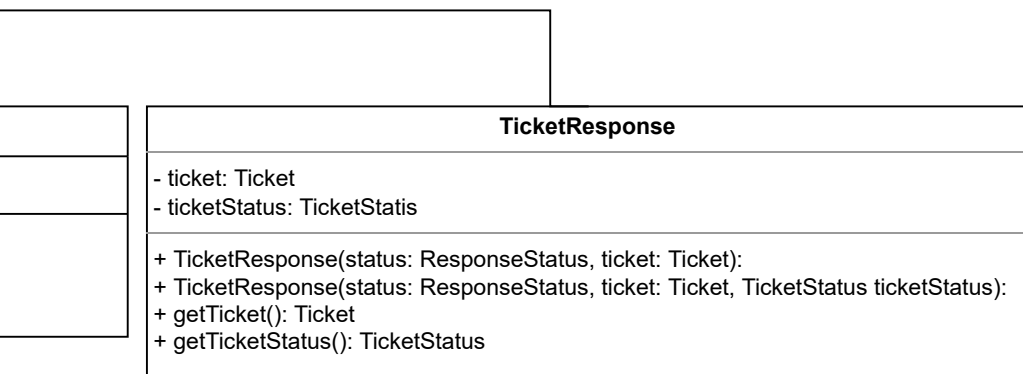 TicketResponse
- ticket: Ticket
- ticketStatus: TicketStatis
+ TicketResponse(status: ResponseStatus, ticket: Ticket):
+ TicketResponse(status: ResponseStatus, ticket: Ticket, TicketStatus ticketStatus):
+ getTicket(): Ticket
+ getTicketStatus(): TicketStatus